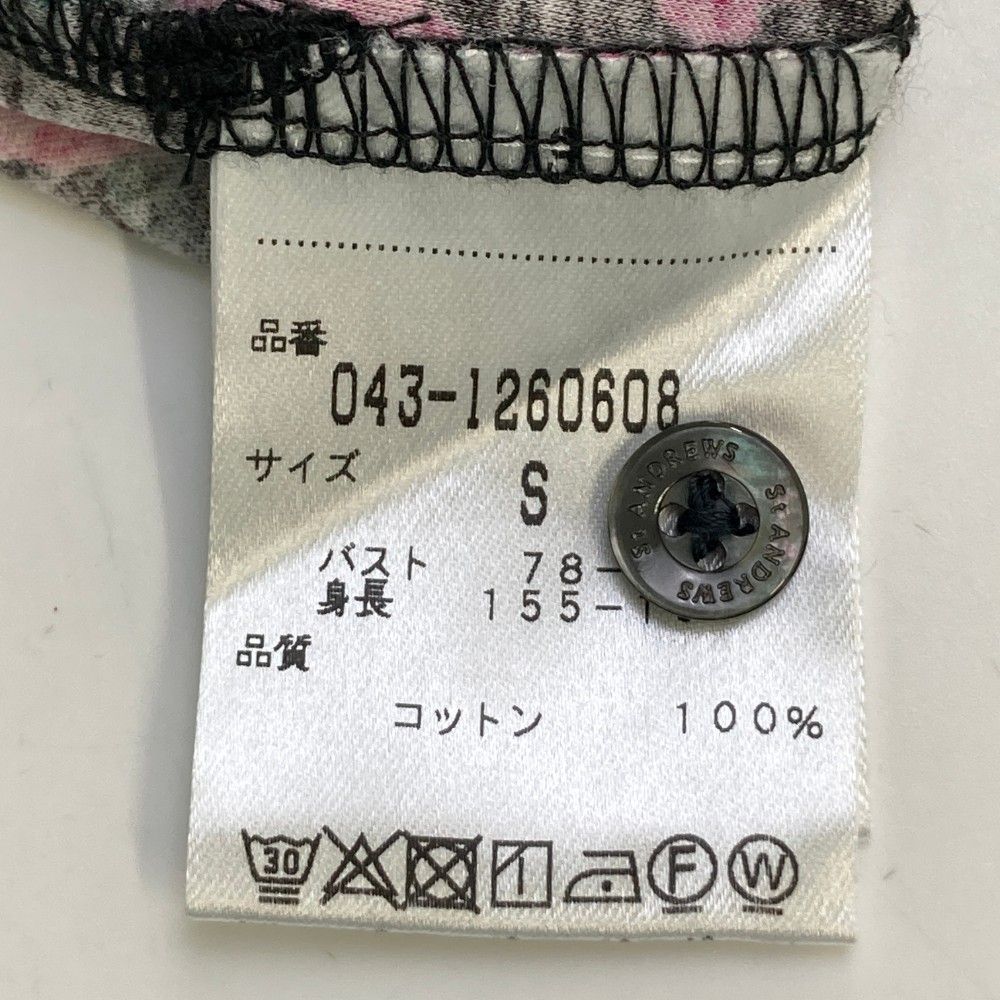 品番
043-1260608
サイズ S
バスト 78-
身長 155-1
品質
コットン 100%
30 F W
St ANDREWS St ANDREWS